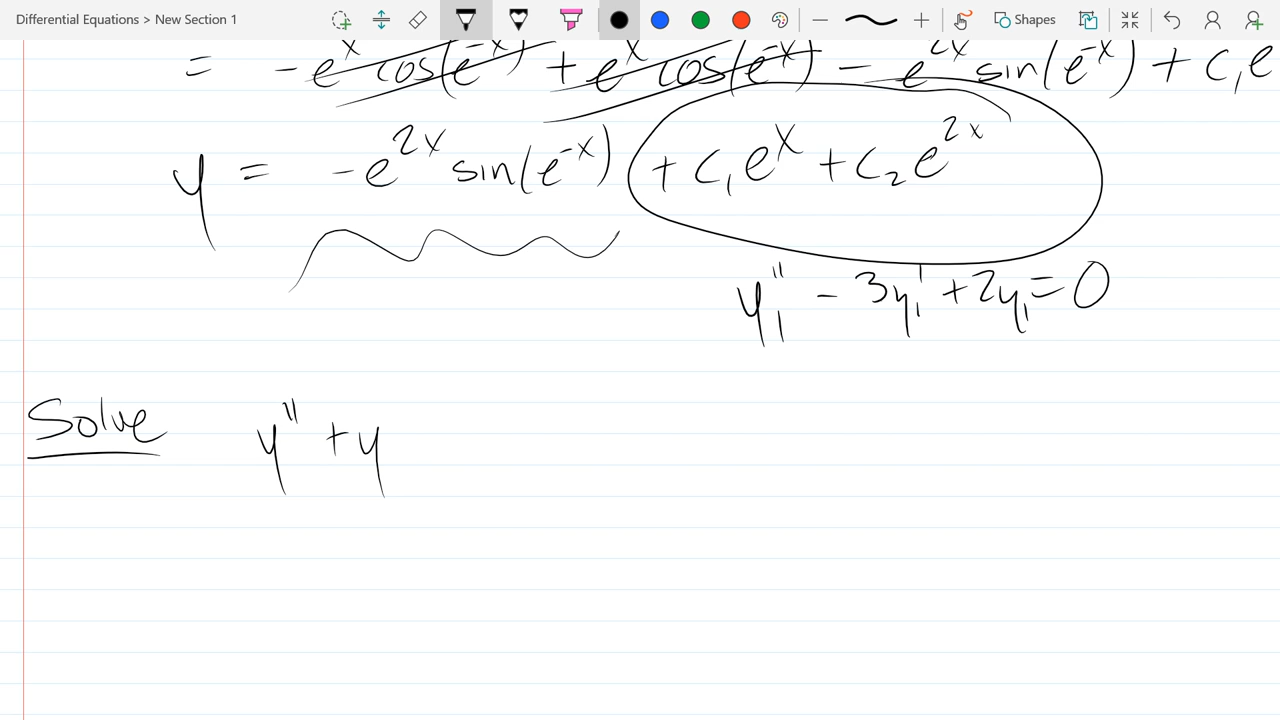 Differential Equations > New Section 1
Shapes
= - e^x cos(e^-x) + e^x cos(e^-x) - e^2x sin(e^-x) + c₁e
y = -e^2x sin(e^-x) + c₁e^x + c₂e^2x
y₁'' - 3y₁' + 2y₁ = 0
Solve y'' + y